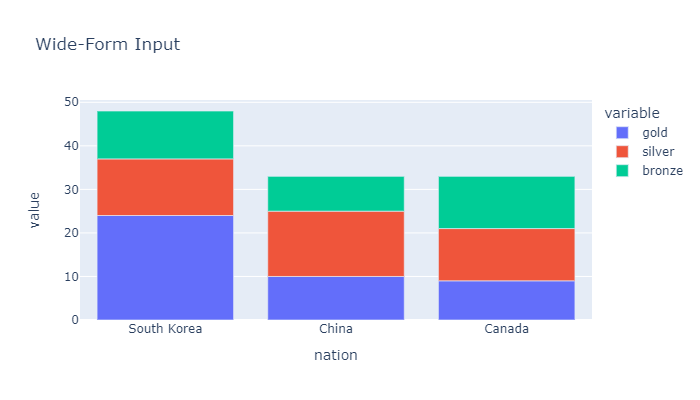 Wide-Form Input
50
40
30
20
10
0
value
South Korea China Canada
nation
variable
gold
silver
bronze